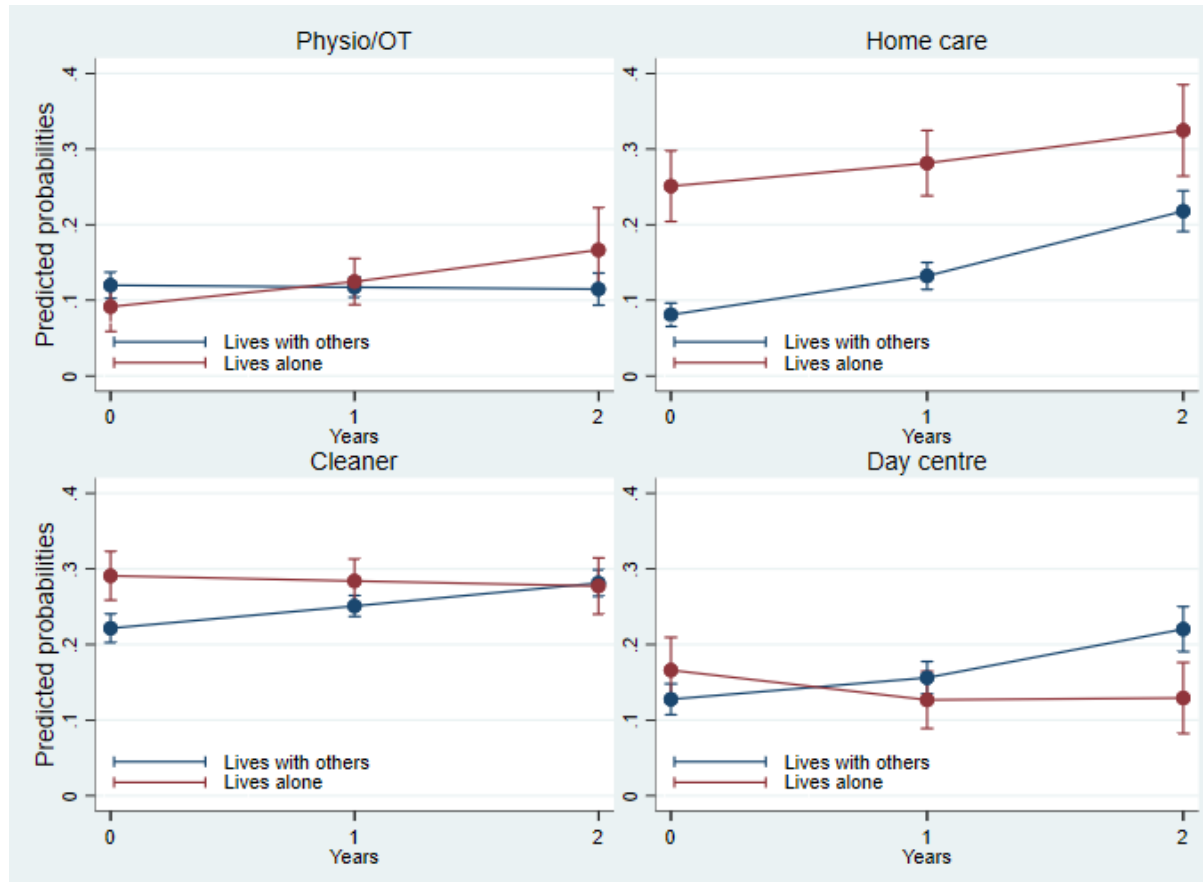 Physio/OT
Predicted probabilities
.4
.3
.2
.1
0
Lives with others
Lives alone
0 1 2
Years
Home care
.4
.3
.2
.1
0
Lives with others
Lives alone
0 1 2
Years
Cleaner
Predicted probabilities
.4
.3
.2
.1
0
Lives with others
Lives alone
0 1 2
Years
Day centre
.4
.3
.2
.1
0
Lives with others
Lives alone
0 1 2
Years